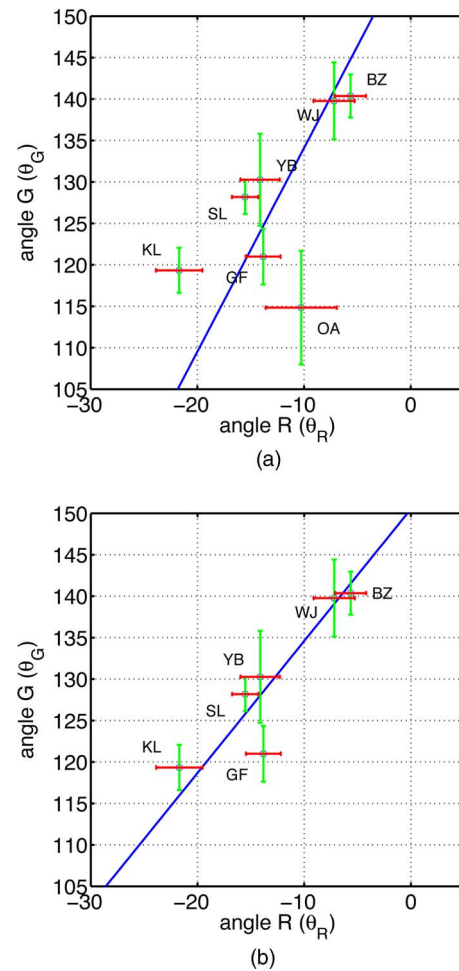 150
145
140
135
130
125
120
115
110
105
angle G (θG)
BZ
WJ
YB
SL
KL
GF
OA
−30 −20 −10 0
angle R (θR)
(a)
150
145
140
135
130
125
120
115
110
105
angle G (θG)
BZ
WJ
YB
SL
KL
GF
−30 −20 −10 0
angle R (θR)
(b)